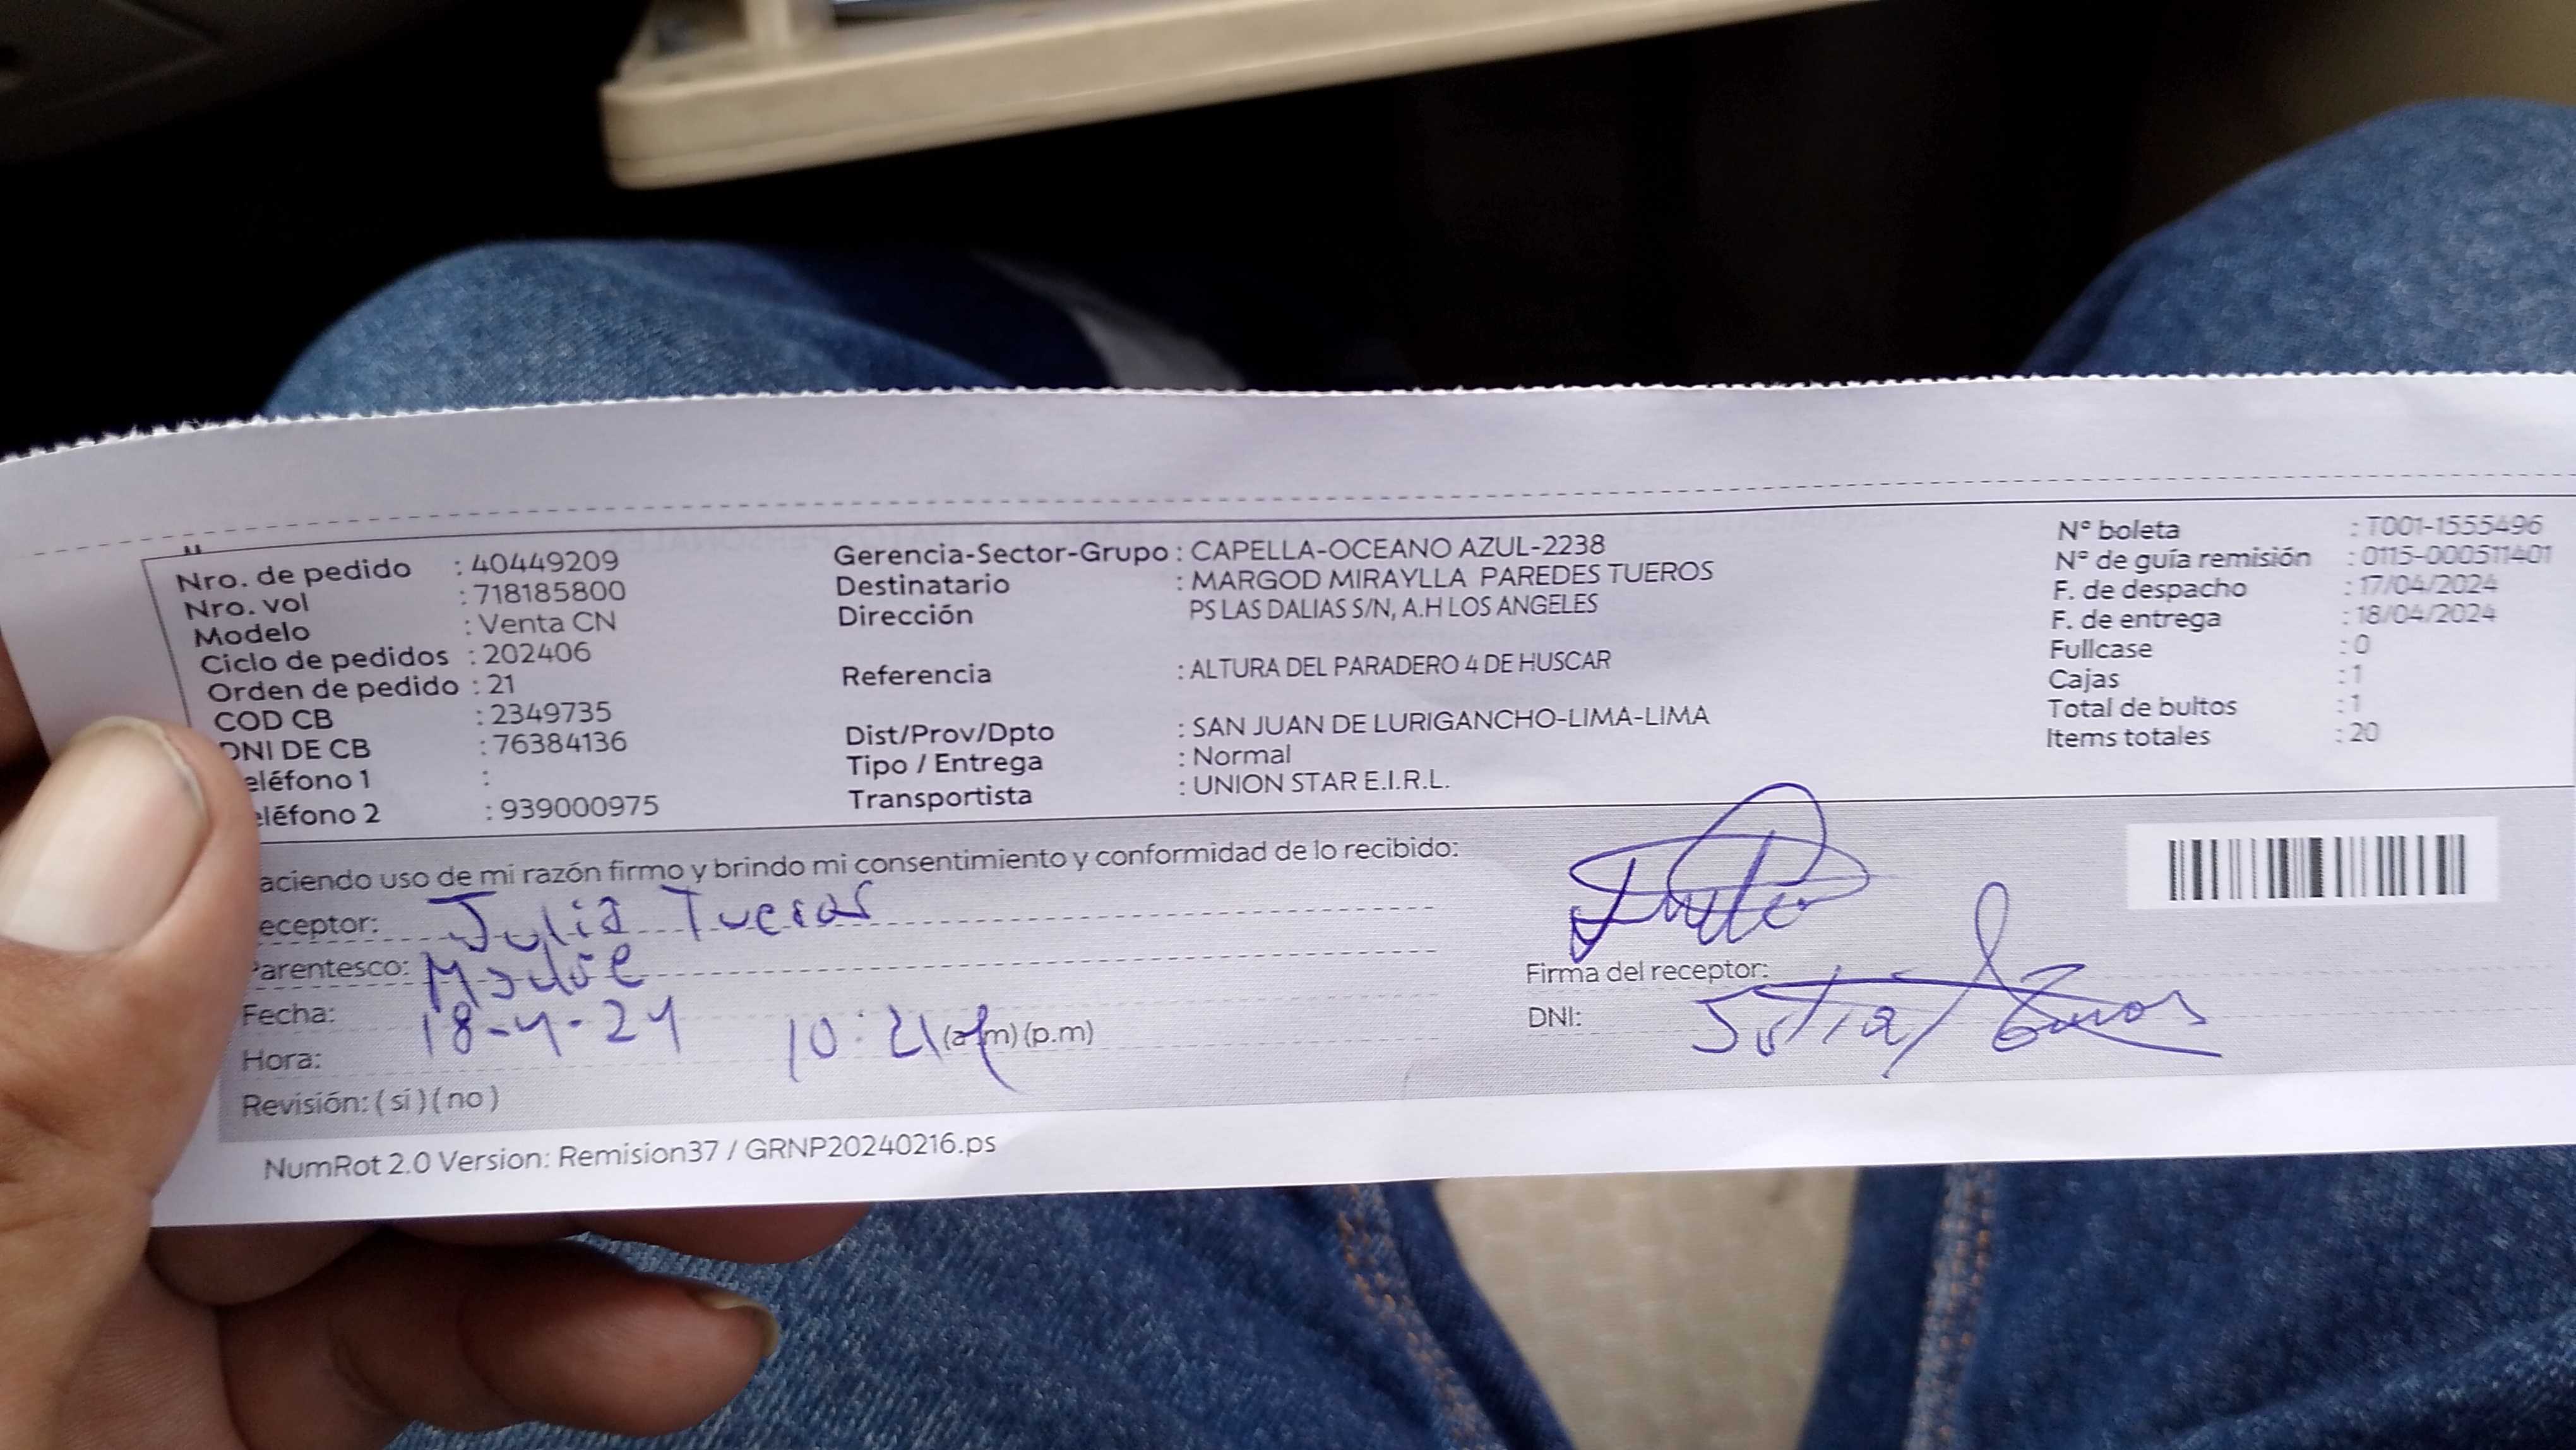 Nro. de pedido : 40449209
Nro. vol : 718185800
Modelo : Venta CN
Ciclo de pedidos : 202406
Orden de pedido : 21
COD CB : 2349735
DNI DE CB : 76384136
eléfono 1 :
eléfono 2 : 939000975
Gerencia-Sector-Grupo : CAPELLA-OCEANO AZUL-2238
Destinatario : MARGOD MIRAYLLA PAREDES TUEROS
Dirección PS LAS DALIAS S/N, A.H LOS ANGELES
Referencia : ALTURA DEL PARADERO 4 DE HUSCAR
Dist/Prov/Dpto : SAN JUAN DE LURIGANCHO-LIMA-LIMA
Tipo / Entrega : Normal
Transportista : UNION STAR E.I.R.L.
N° boleta : T001-1555496
N° de guía remisión : 0115-000511401
F. de despacho : 17/04/2024
F. de entrega : 18/04/2024
Fullcase : 0
Cajas : 1
Total de bultos : 1
Items totales : 20
aciendo uso de mi razón firmo y brindo mi consentimiento y conformidad de lo recibido:
eceptor: Julia Tueros
Parentesco: Madre
Fecha: 18-4-24
Hora: 10:21 (a.m) (p.m)
Revisión: ( sí ) ( no )
Firma del receptor:
DNI: Julia Tueros
NumRot 2.0 Version: Remision37 / GRNP20240216.ps